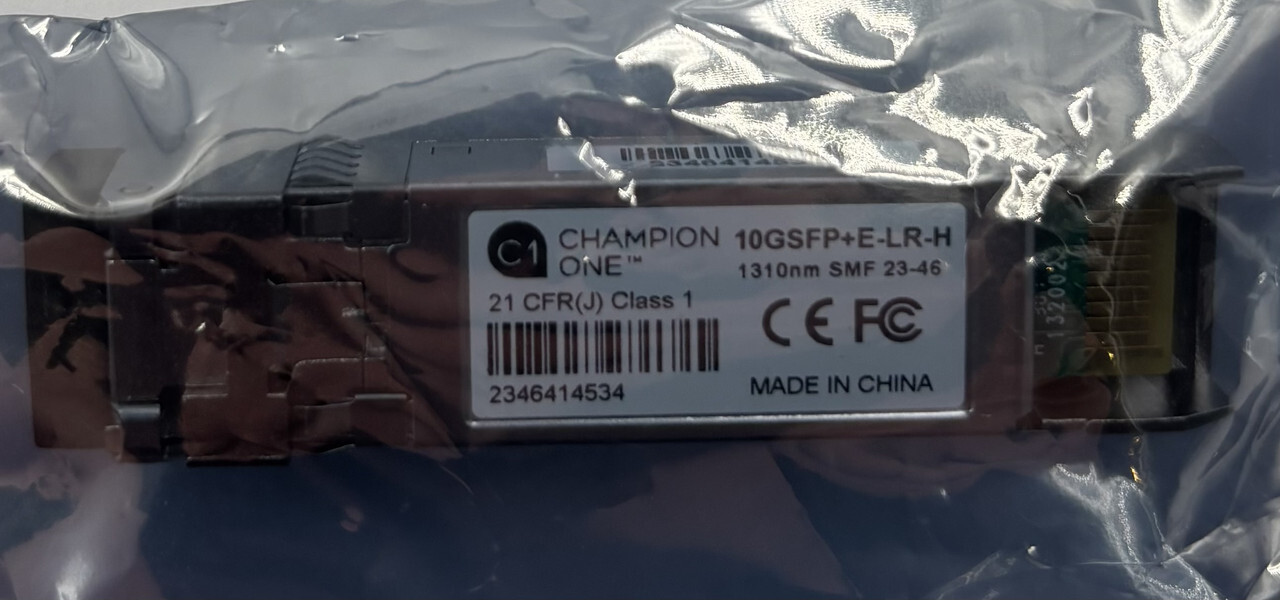 C1 CHAMPION ONE™
10GSFP+E-LR-H
1310nm SMF 23-46
21 CFR(J) Class 1
CE FC
2346414534
MADE IN CHINA